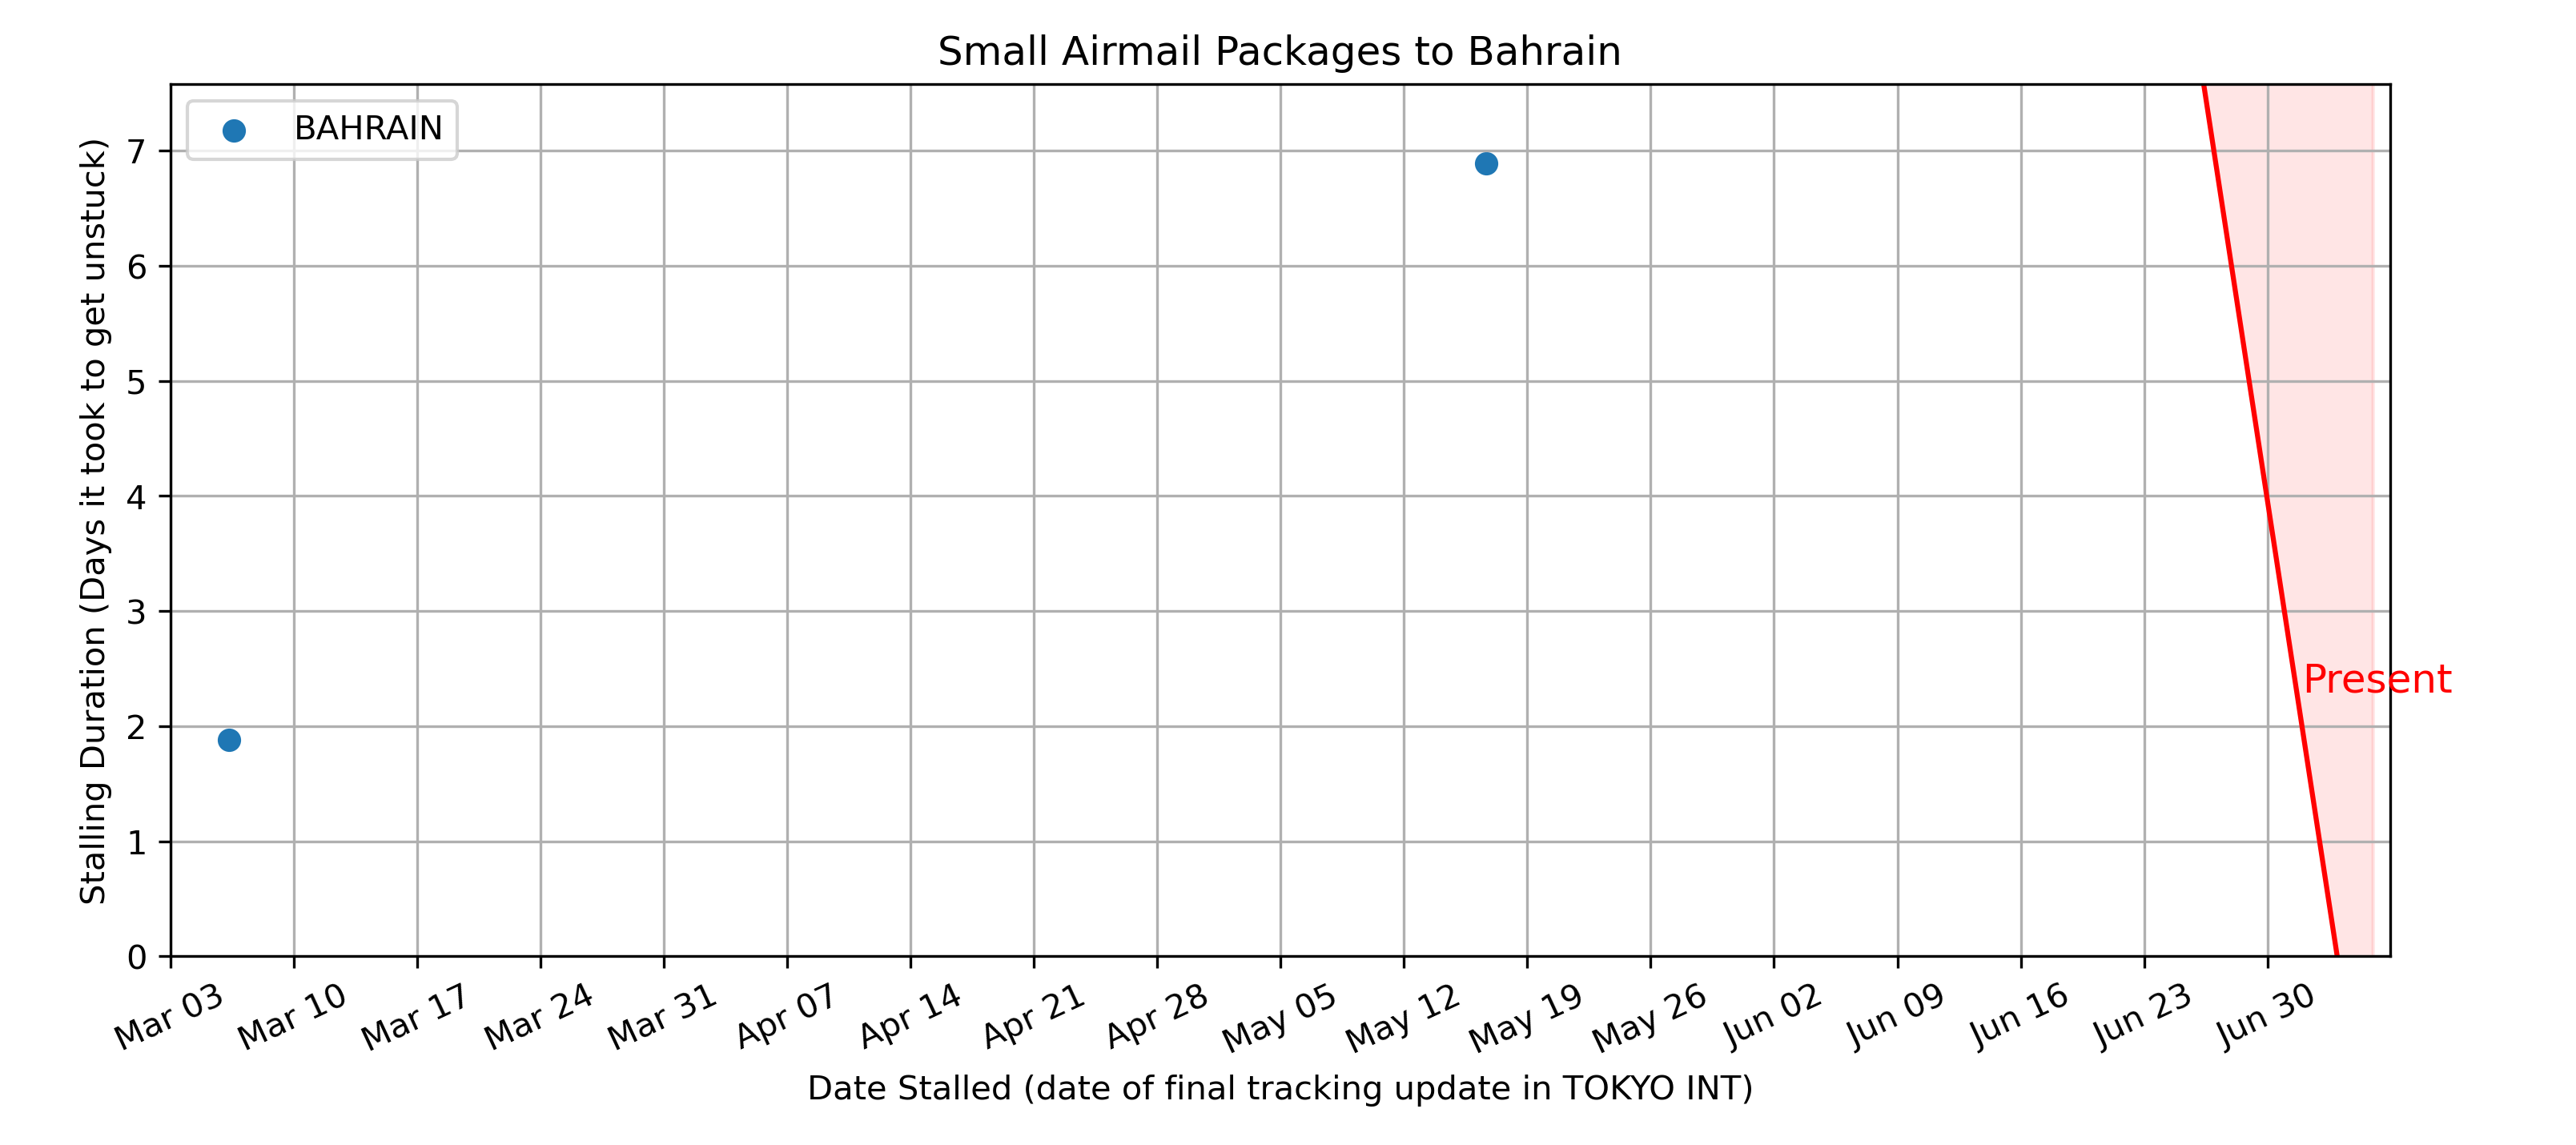 Small Airmail Packages to Bahrain
BAHRAIN
Stalling Duration (Days it took to get unstuck)
7
6
5
4
3
2
1
0
Present
Mar 03 Mar 10 Mar 17 Mar 24 Mar 31 Apr 07 Apr 14 Apr 21 Apr 28 May 05 May 12 May 19 May 26 Jun 02 Jun 09 Jun 16 Jun 23 Jun 30
Date Stalled (date of final tracking update in TOKYO INT)